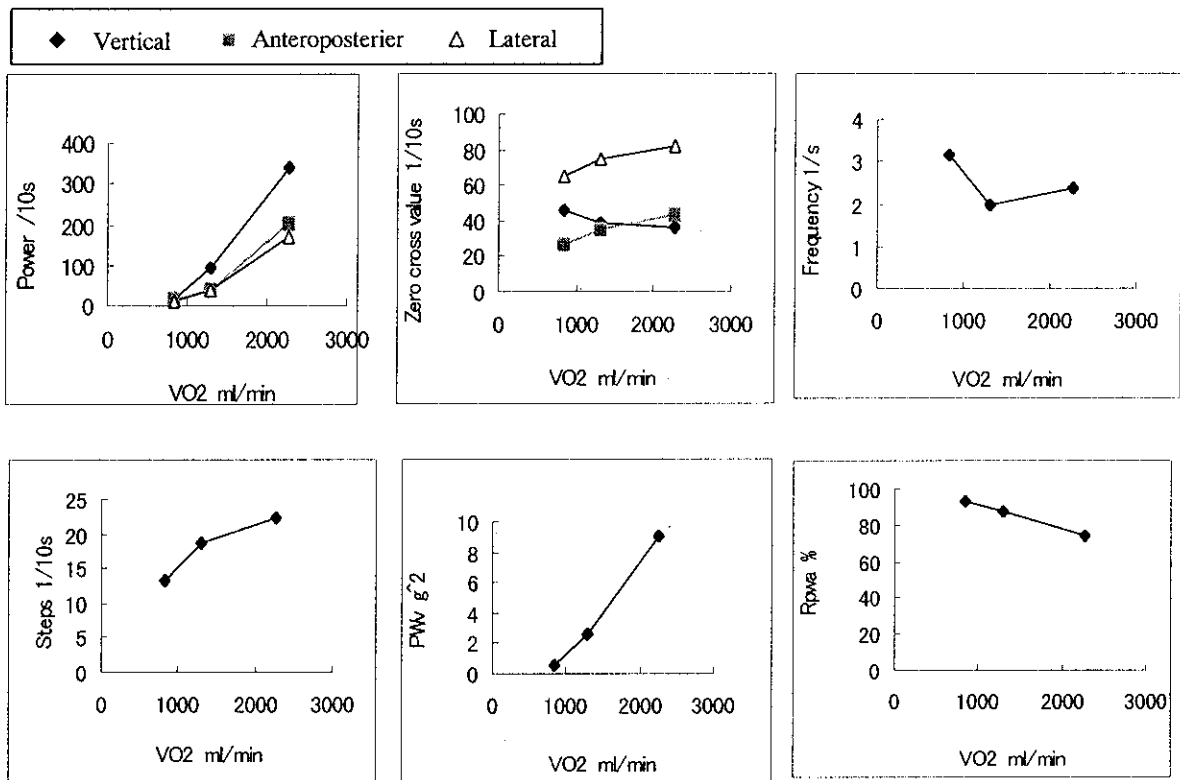 Vertical Anteroposterier Lateral
Power /10s
400
300
200
100
0
0 1000 2000 3000
VO2 ml/min
Zero cross value 1/10s
100
80
60
40
20
0
0 1000 2000 3000
VO2 ml/min
Frequency 1/s
4
3
2
1
0
0 1000 2000 3000
VO2 ml/min
Steps 1/10s
25
20
15
10
5
0
0 1000 2000 3000
VO2 ml/min
PWv g^2
10
8
6
4
2
0
0 1000 2000 3000
VO2 ml/min
Rpwa %
100
80
60
40
20
0
0 1000 2000 3000
VO2 ml/min